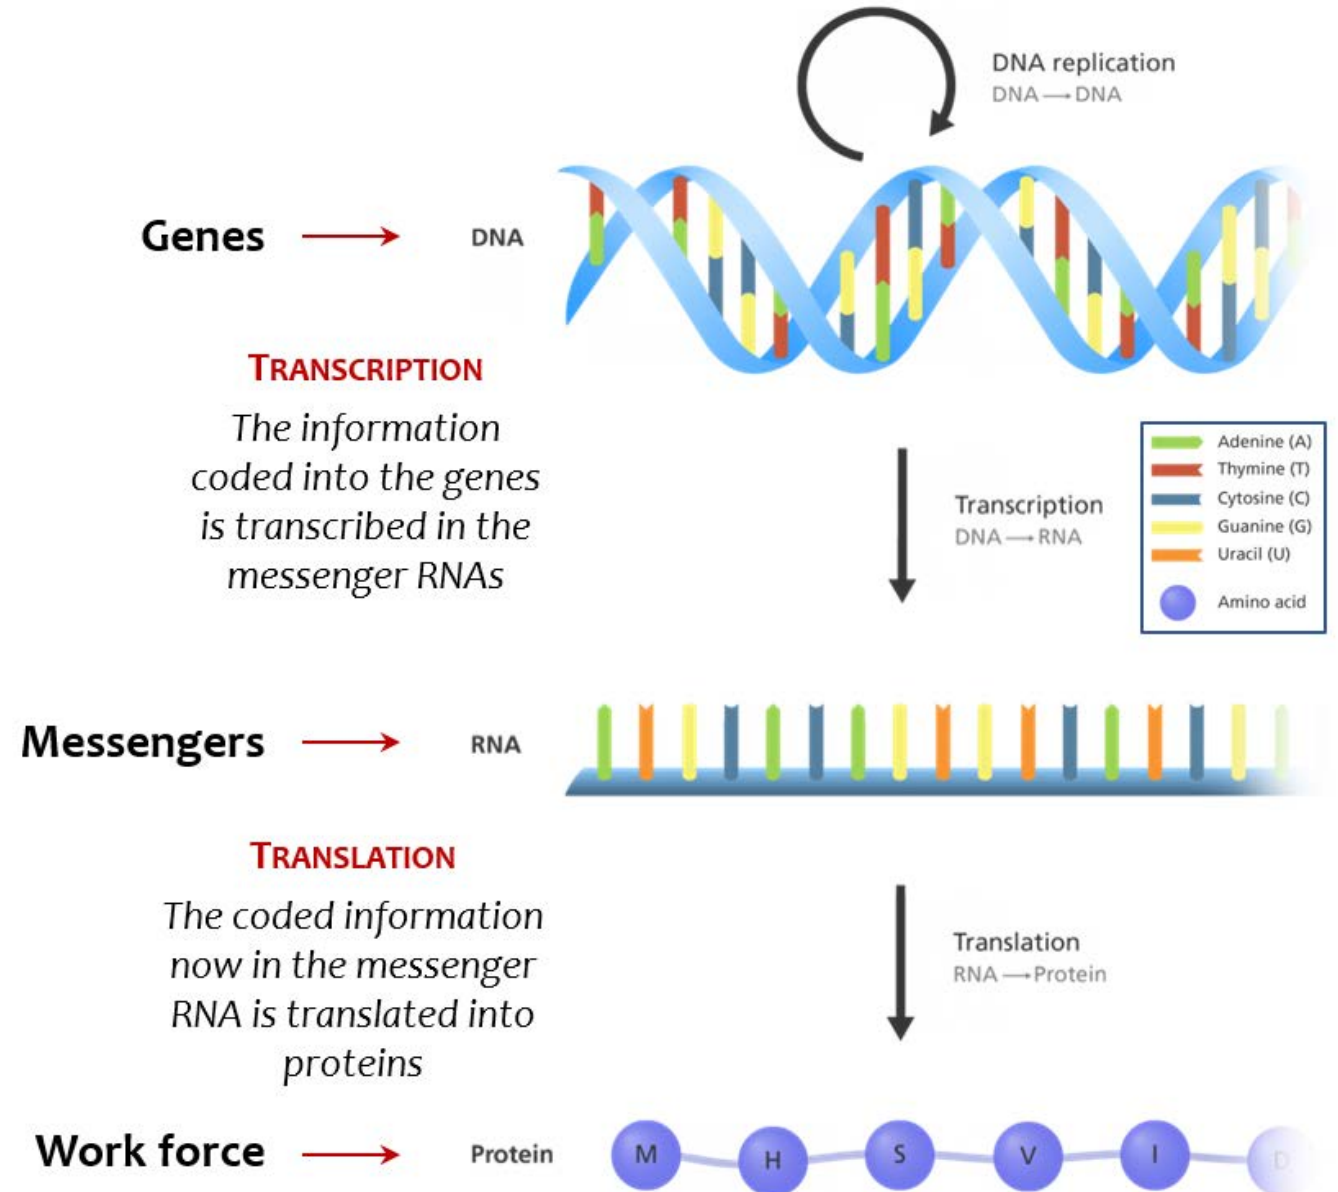 DNA replication
DNA → DNA
Genes
DNA
TRANSCRIPTION
The information
coded into the genes
is transcribed in the
messenger RNAs
Adenine (A)
Thymine (T)
Cytosine (C)
Guanine (G)
Uracil (U)
Amino acid
Transcription
DNA → RNA
Messengers
RNA
TRANSLATION
The coded information
now in the messenger
RNA is translated into
proteins
Translation
RNA → Protein
Work force
Protein
M H S V I D